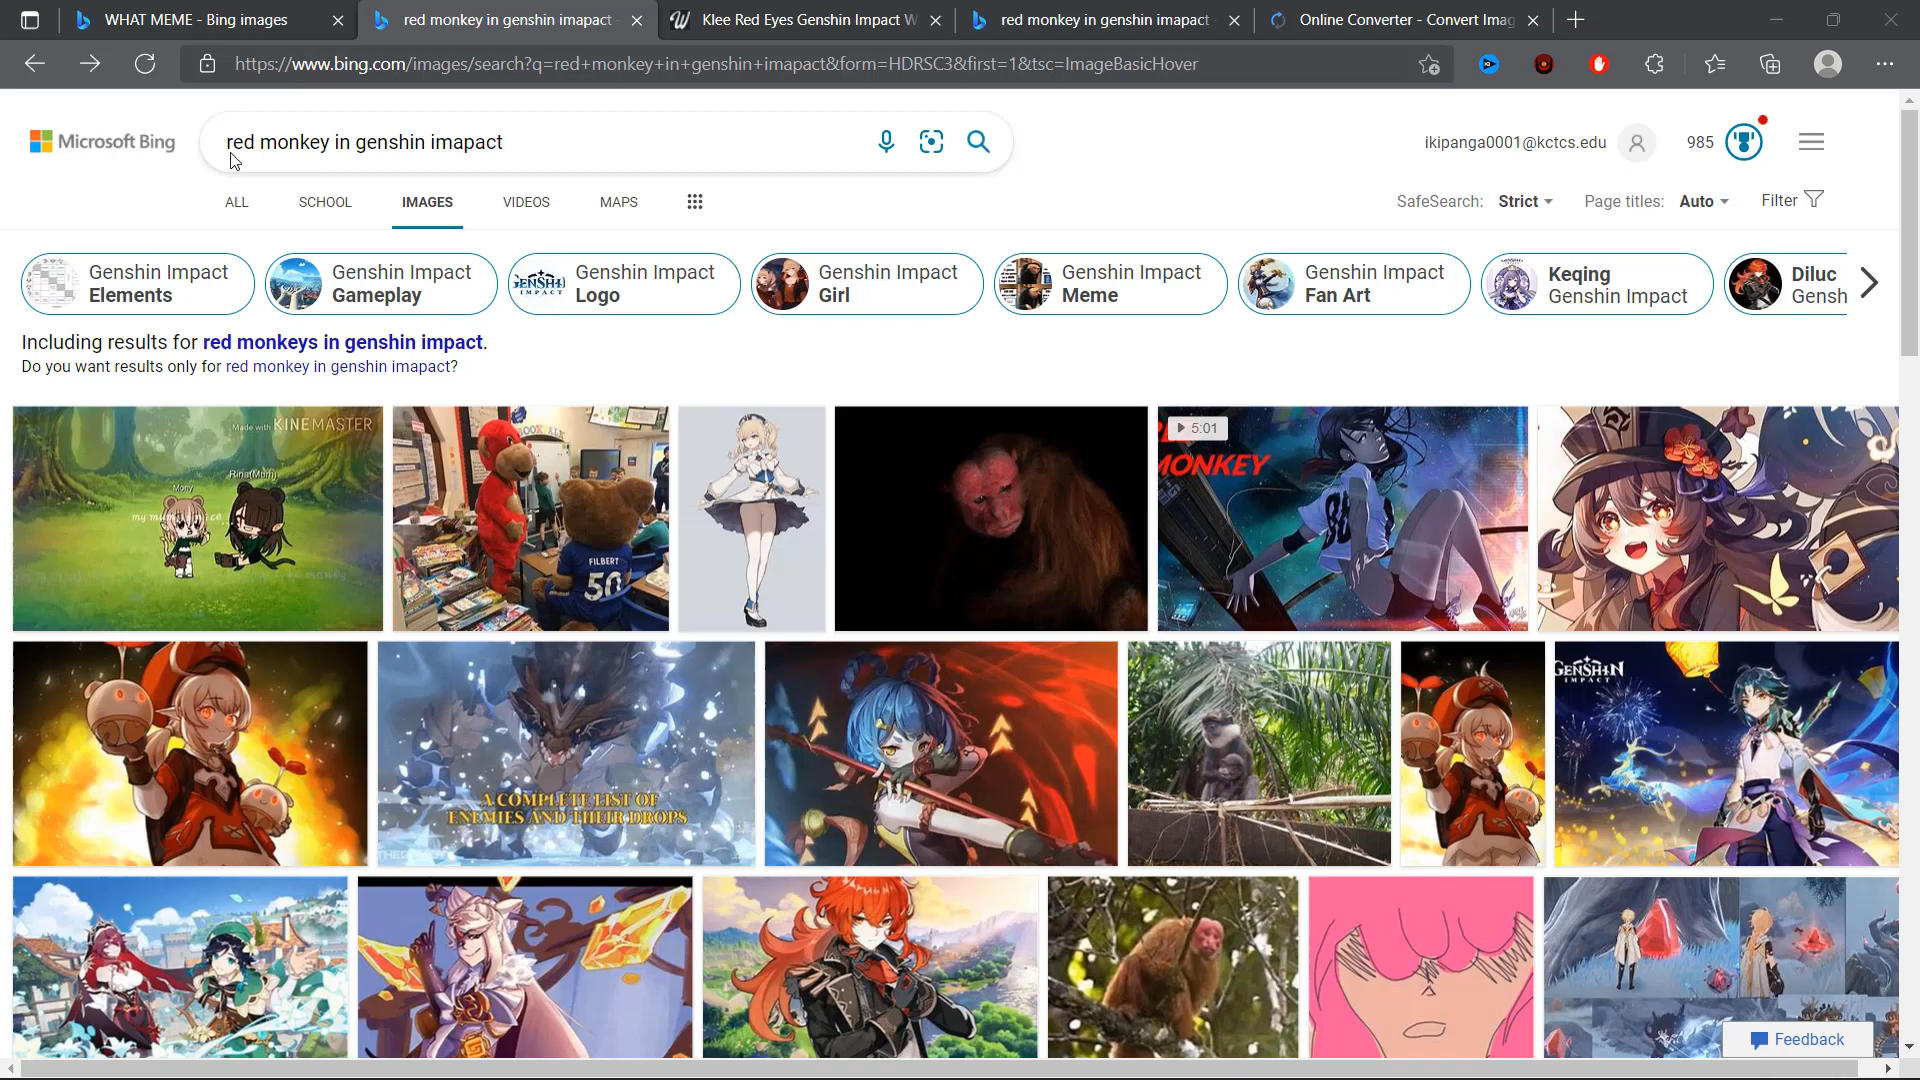 WHAT MEME - Bing images
red monkey in genshin imapact
Klee Red Eyes Genshin Impact W
red monkey in genshin imapact
Online Converter - Convert Imag
https://www.bing.com/images/search?q=red+monkey+in+genshin+imapact&form=HDRSC3&first=1&tsc=ImageBasicHover
Microsoft Bing
red monkey in genshin imapact
ikipanga0001@kctcs.edu
985
ALL
SCHOOL
IMAGES
VIDEOS
MAPS
SafeSearch: Strict
Page titles: Auto
Filter
Genshin Impact
Elements
Genshin Impact
Gameplay
GENSHIN
IMPACT
Genshin Impact
Logo
Genshin Impact
Girl
Genshin Impact
Meme
Genshin Impact
Fan Art
Keqing
Genshin Impact
Diluc
Gensh
Including results for red monkeys in genshin impact.
Do you want results only for red monkey in genshin imapact?
Made with KINEMASTER
Mony
FILBERT
50
5:01
MONKEY
A COMPLETE LIST OF
ENEMIES AND THEIR DROPS
GENSHIN
IMPACT
Feedback